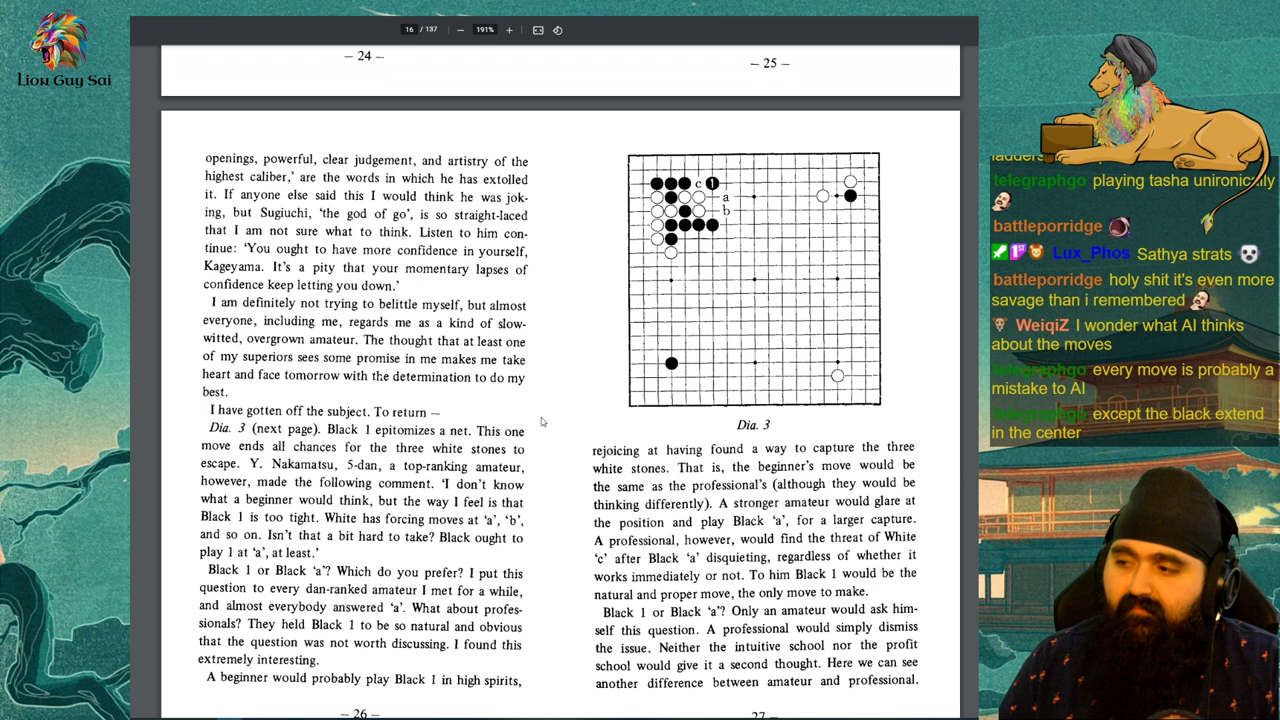 Lion Guy Sai
16 / 137
191%
– 24 –
– 25 –
openings, powerful, clear judgement, and artistry of the
highest caliber,' are the words in which he has extolled
it. If anyone else said this I would think he was jok-
ing, but Sugiuchi, 'the god of go', is so straight-laced
that I am not sure what to think. Listen to him con-
tinue: 'You ought to have more confidence in yourself,
Kageyama. It's a pity that your momentary lapses of
confidence keep letting you down.'
I am definitely not trying to belittle myself, but almost
everyone, including me, regards me as a kind of slow-
witted, overgrown amateur. The thought that at least one
of my superiors sees some promise in me makes me take
heart and face tomorrow with the determination to do my
best.
I have gotten off the subject. To return —
Dia. 3 (next page). Black 1 epitomizes a net. This one
move ends all chances for the three white stones to
escape. Y. Nakamatsu, 5-dan, a top-ranking amateur,
however, made the following comment. 'I don't know
what a beginner would think, but the way I feel is that
Black 1 is too tight. White has forcing moves at 'a', 'b',
and so on. Isn't that a bit hard to take? Black ought to
play 1 at 'a', at least.'
Black 1 or Black 'a'? Which do you prefer? I put this
question to every dan-ranked amateur I met for a while,
and almost everybody answered 'a'. What about profes-
sionals? They held Black 1 to be so natural and obvious
that the question was not worth discussing. I found this
extremely interesting.
A beginner would probably play Black 1 in high spirits,
– 26 –
c 1
a
b
Dia. 3
rejoicing at having found a way to capture the three
white stones. That is, the beginner's move would be
the same as the professional's (although they would be
thinking differently). A stronger amateur would glare at
the position and play Black 'a', for a larger capture.
A professional, however, would find the threat of White
'c' after Black 'a' disquieting, regardless of whether it
works immediately or not. To him Black 1 would be the
natural and proper move, the only move to make.
Black 1 or Black 'a'? Only an amateur would ask him-
self this question. A professional would simply dismiss
the issue. Neither the intuitive school nor the profit
school would give it a second thought. Here we can see
another difference between amateur and professional.
27
telegraphgo playing tasha unironically
battleporridge
Lux_Phos Sathya strats
battleporridge holy shit it's even more
savage than i remembered
WeiqiZ I wonder what AI thinks
about the moves
telegraphgo every move is probably a
mistake to AI
telegraphgo except the black extend
in the center